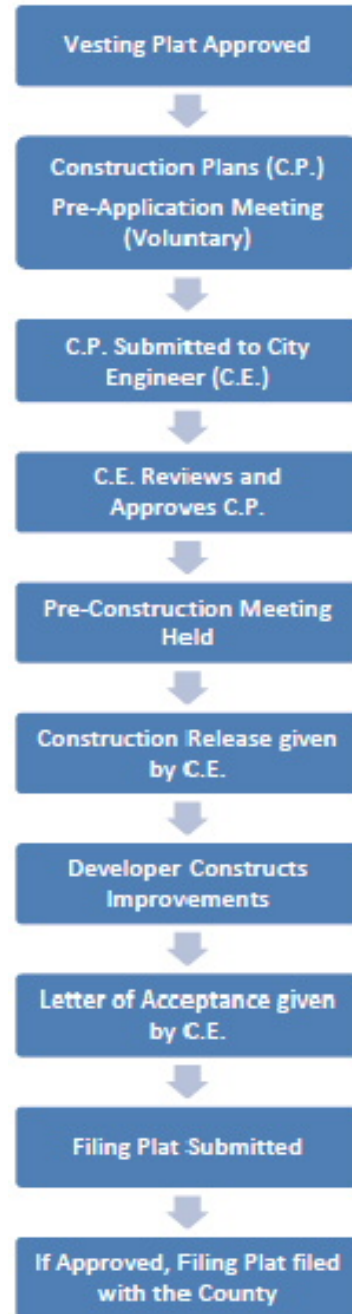 Vesting Plat Approved
Construction Plans (C.P.)
Pre-Application Meeting
(Voluntary)
C.P. Submitted to City
Engineer (C.E.)
C.E. Reviews and
Approves C.P.
Pre-Construction Meeting
Held
Construction Release given
by C.E.
Developer Constructs
Improvements
Letter of Acceptance given
by C.E.
Filing Plat Submitted
If Approved, Filing Plat filed
with the County